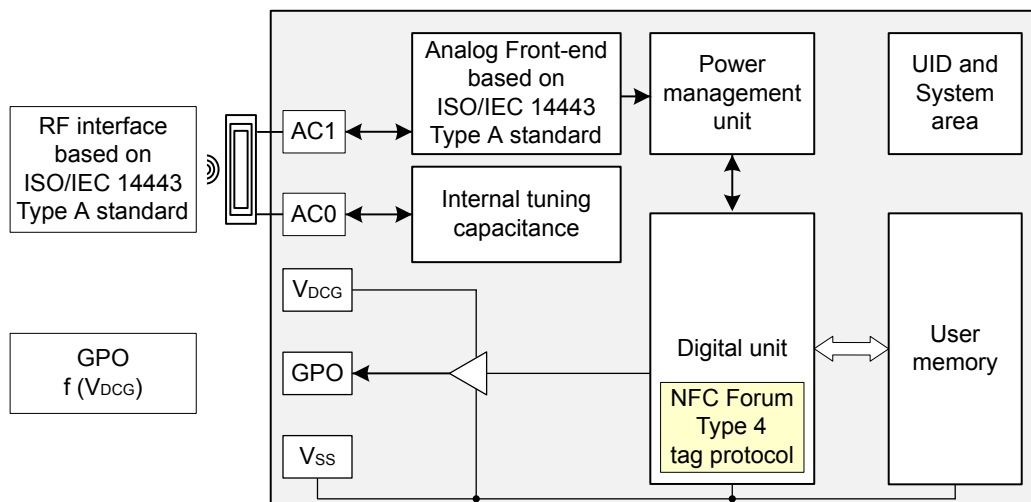 RF interface
based on
ISO/IEC 14443
Type A standard
GPO
f (VDCG)
AC1
AC0
VDCG
GPO
VSS
Analog Front-end
based on
ISO/IEC 14443
Type A standard
Internal tuning
capacitance
Power
management
unit
Digital unit
NFC Forum
Type 4
tag protocol
UID and
System
area
User
memory